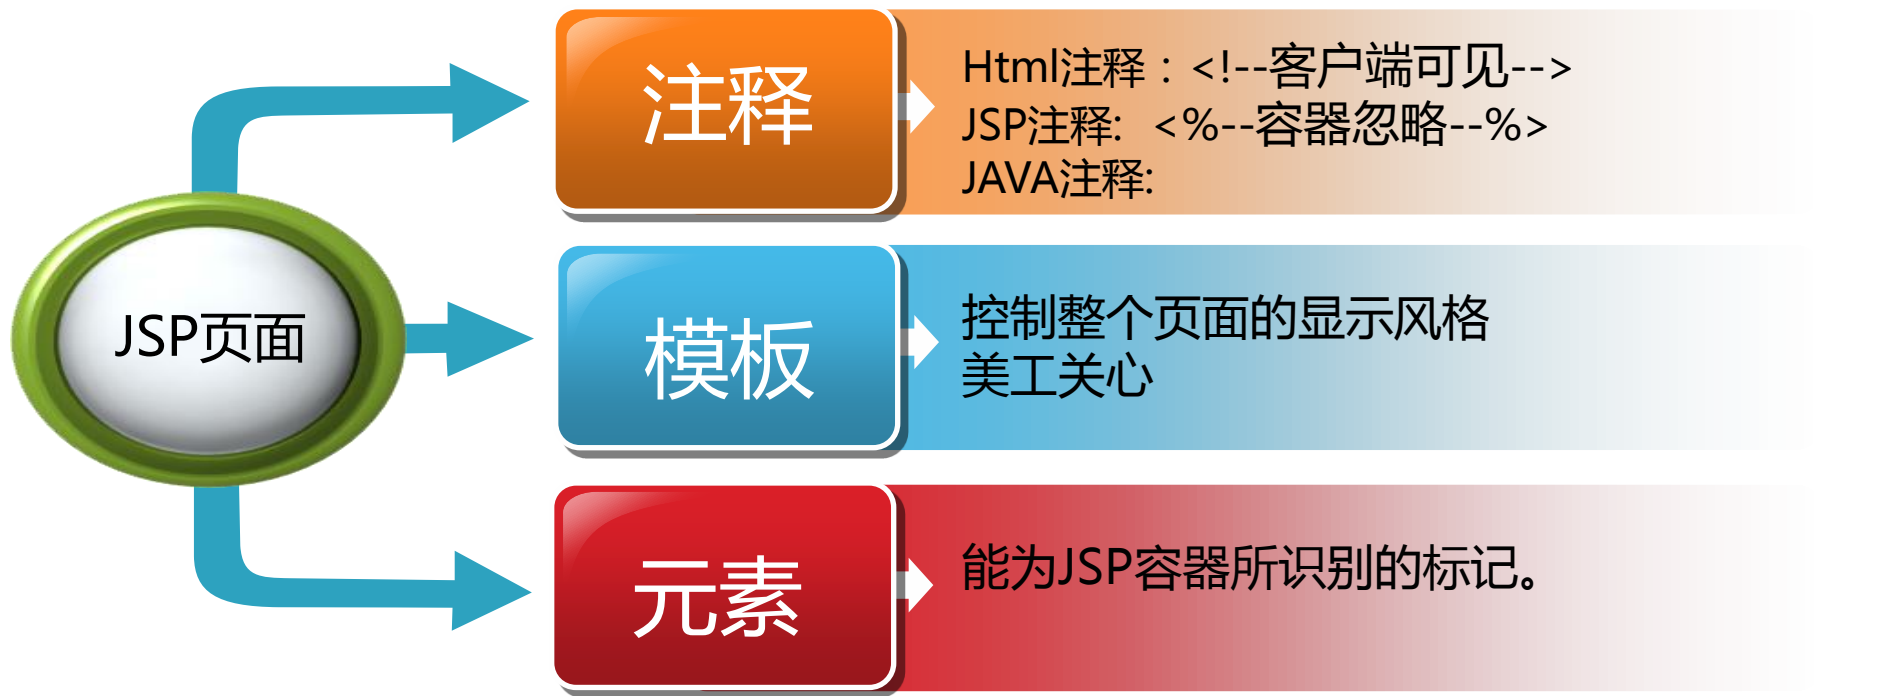 JSP页面
注释
Html注释：<!--客户端可见-->
JSP注释: <%--容器忽略--%>
JAVA注释:
模板
控制整个页面的显示风格
美工关心
元素
能为JSP容器所识别的标记。